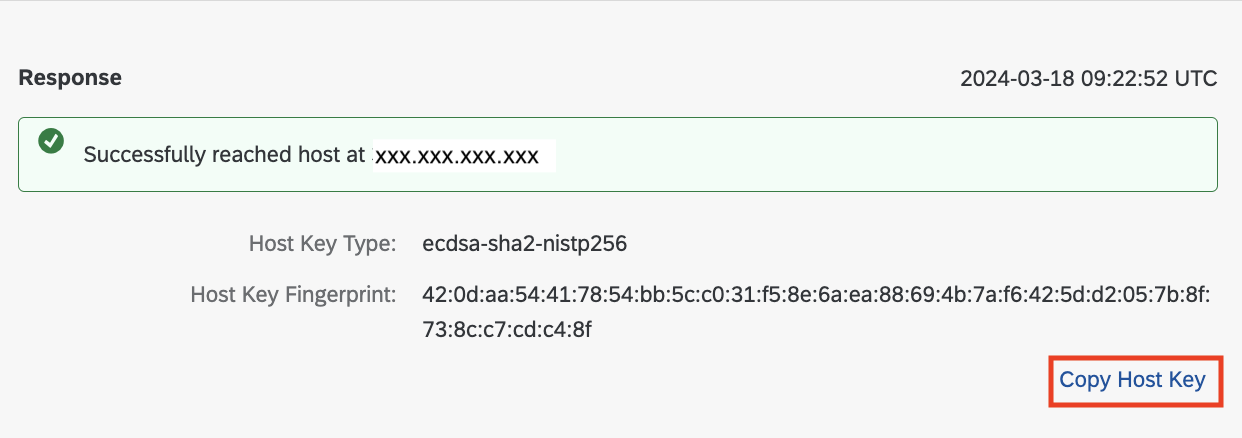 Response
2024-03-18 09:22:52 UTC
Successfully reached host at xxx.xxx.xxx.xxx
Host Key Type: ecdsa-sha2-nistp256
Host Key Fingerprint: 42:0d:aa:54:41:78:54:bb:5c:c0:31:f5:8e:6a:ea:88:69:4b:7a:f6:42:5d:d2:05:7b:8f:
73:8c:c7:cd:c4:8f
Copy Host Key